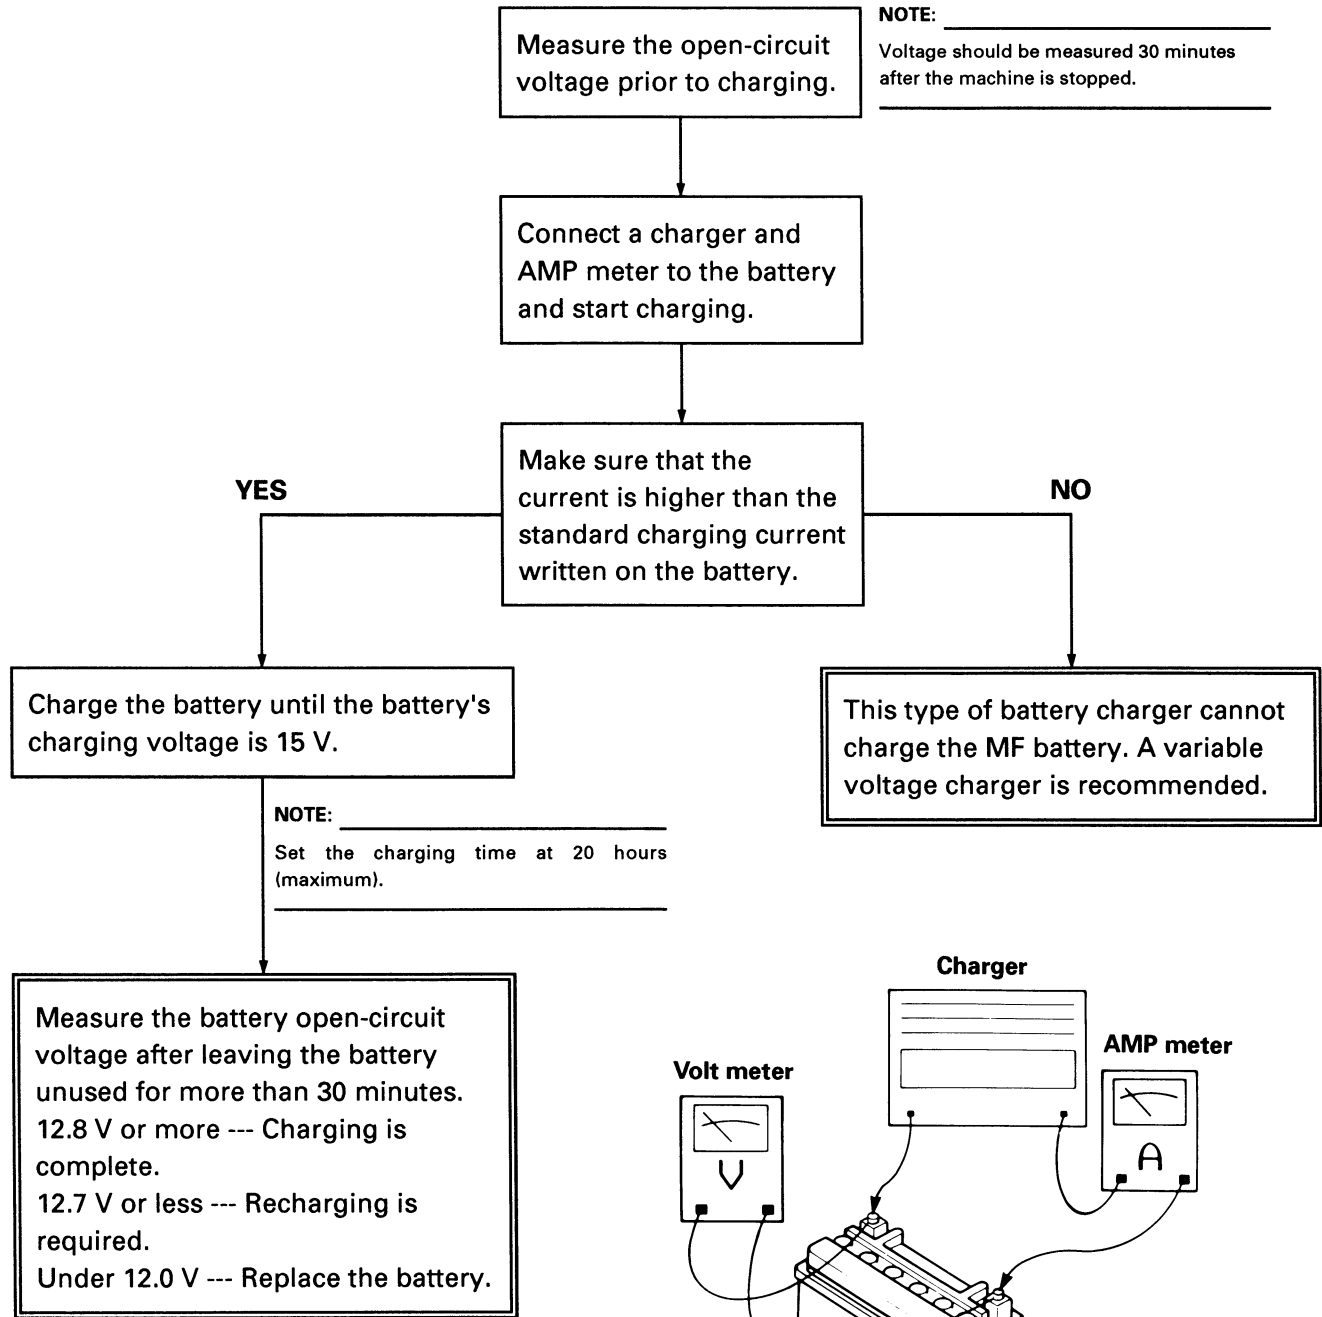 Measure the open-circuit
voltage prior to charging.
NOTE:
Voltage should be measured 30 minutes
after the machine is stopped.
Connect a charger and
AMP meter to the battery
and start charging.
Make sure that the
current is higher than the
standard charging current
written on the battery.
YES
NO
Charge the battery until the battery's
charging voltage is 15 V.
This type of battery charger cannot
charge the MF battery. A variable
voltage charger is recommended.
NOTE:
Set the charging time at 20 hours
(maximum).
Measure the battery open-circuit
voltage after leaving the battery
unused for more than 30 minutes.
12.8 V or more --- Charging is
complete.
12.7 V or less --- Recharging is
required.
Under 12.0 V --- Replace the battery.
Charger
AMP meter
Volt meter
V
A